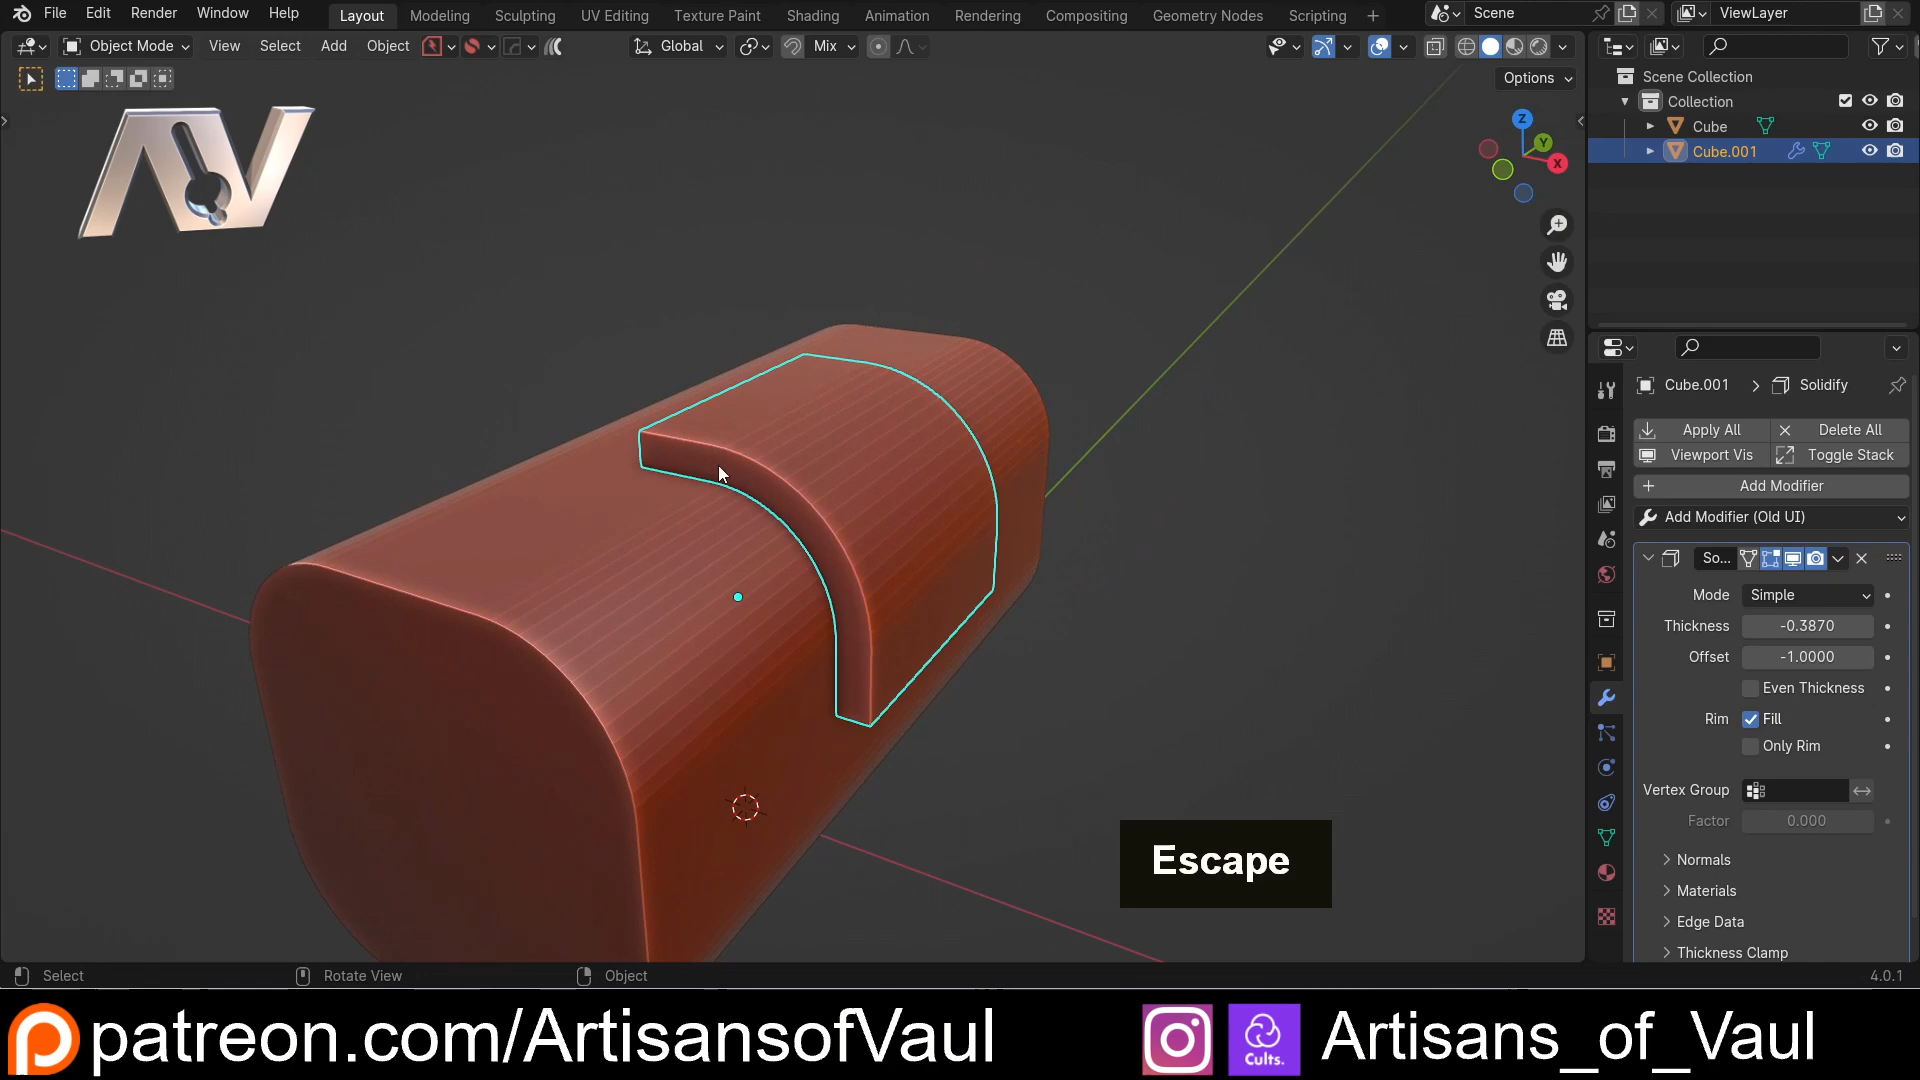 File Edit Render Window Help Layout Modeling Sculpting UV Editing Texture Paint Shading Animation Rendering Compositing Geometry Nodes Scripting + Scene ViewLayer
Object Mode View Select Add Object Global Mix
Options
Scene Collection
Collection
Cube
Cube.001
Z
Y
X
Cube.001 > Solidify
Apply All Delete All
Viewport Vis Toggle Stack
Add Modifier
Add Modifier (Old UI)
So...
Mode Simple
Thickness -0.3870
Offset -1.0000
Even Thickness
Rim Fill
Only Rim
Vertex Group
Factor 0.000
Normals
Materials
Edge Data
Thickness Clamp
Escape
Select Rotate View Object 4.0.1
patreon.com/ArtisansofVaul Cults. Artisans_of_Vaul